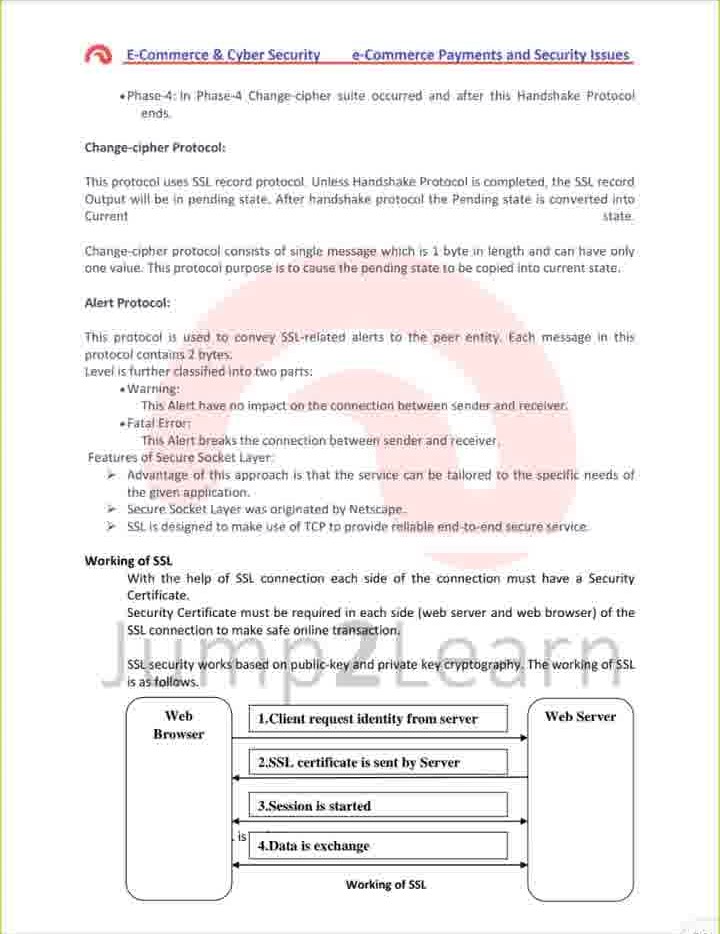 E-Commerce & Cyber Security e-Commerce Payments and Security Issues
•Phase-4: In Phase-4 Change-cipher suite occurred and after this Handshake Protocol
ends.
Change-cipher Protocol:
This protocol uses SSL record protocol. Unless Handshake Protocol is completed, the SSL record
Output will be in pending state. After handshake protocol the Pending state is converted into
Current state.
Change-cipher protocol consists of single message which is 1 byte in length and can have only
one value. This protocol purpose is to cause the pending state to be copied into current state.
Alert Protocol:
This protocol is used to convey SSL-related alerts to the peer entity. Each message in this
protocol contains 2 bytes.
Level is further classified into two parts:
•Warning:
This Alert have no impact on the connection between sender and receiver.
•Fatal Error:
This Alert breaks the connection between sender and receiver.
Features of Secure Socket Layer:
➢ Advantage of this approach is that the service can be tailored to the specific needs of
the given application.
➢ Secure Socket Layer was originated by Netscape.
➢ SSL is designed to make use of TCP to provide reliable end-to-end secure service.
Working of SSL
With the help of SSL connection each side of the connection must have a Security
Certificate.
Security Certificate must be required in each side (web server and web browser) of the
SSL connection to make safe online transaction.
Jump2Learn
SSL security works based on public-key and private key cryptography. The working of SSL
is as follows.
Web
Browser
1.Client request identity from server
Web Server
2.SSL certificate is sent by Server
3.Session is started
. is
4.Data is exchange
Working of SSL